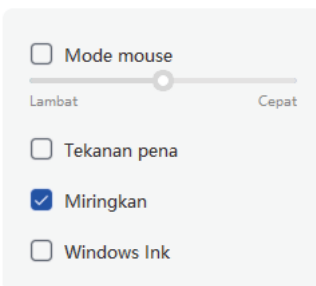 Mode mouse
Lambat Cepat
Tekanan pena
Miringkan
Windows Ink